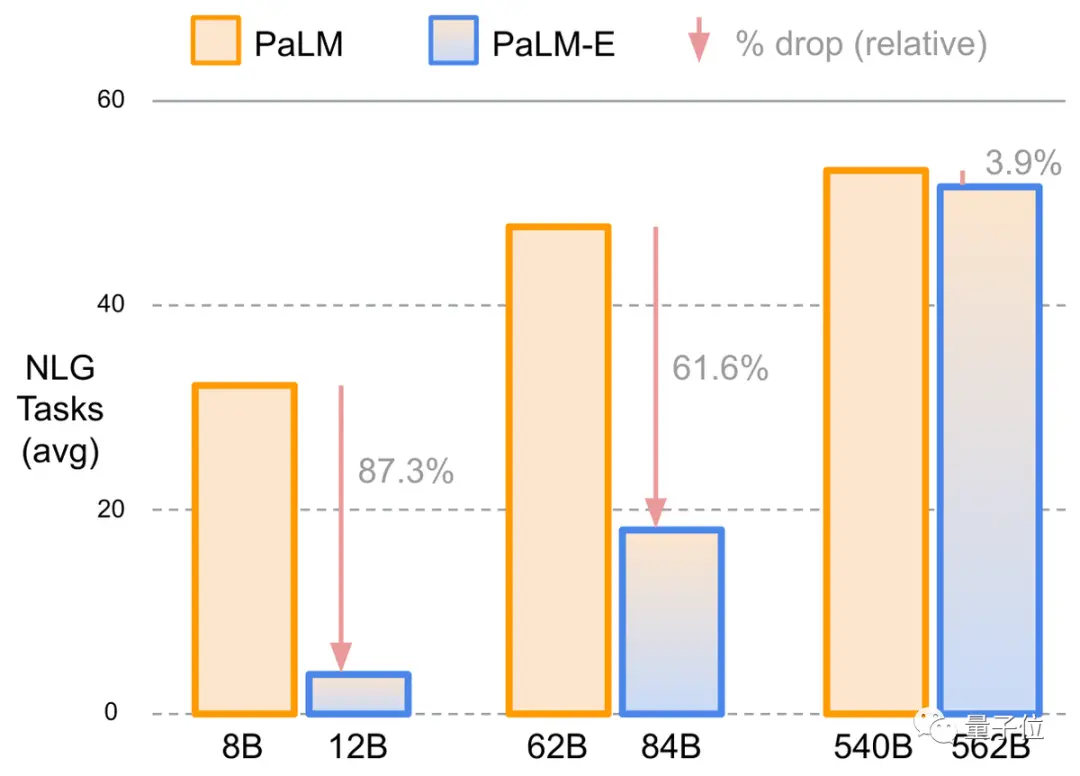 PaLM PaLM-E % drop (relative)
60
3.9%
40
NLG
Tasks
(avg)
61.6%
87.3%
20
0
8B 12B 62B 84B 540B 562B
量子位